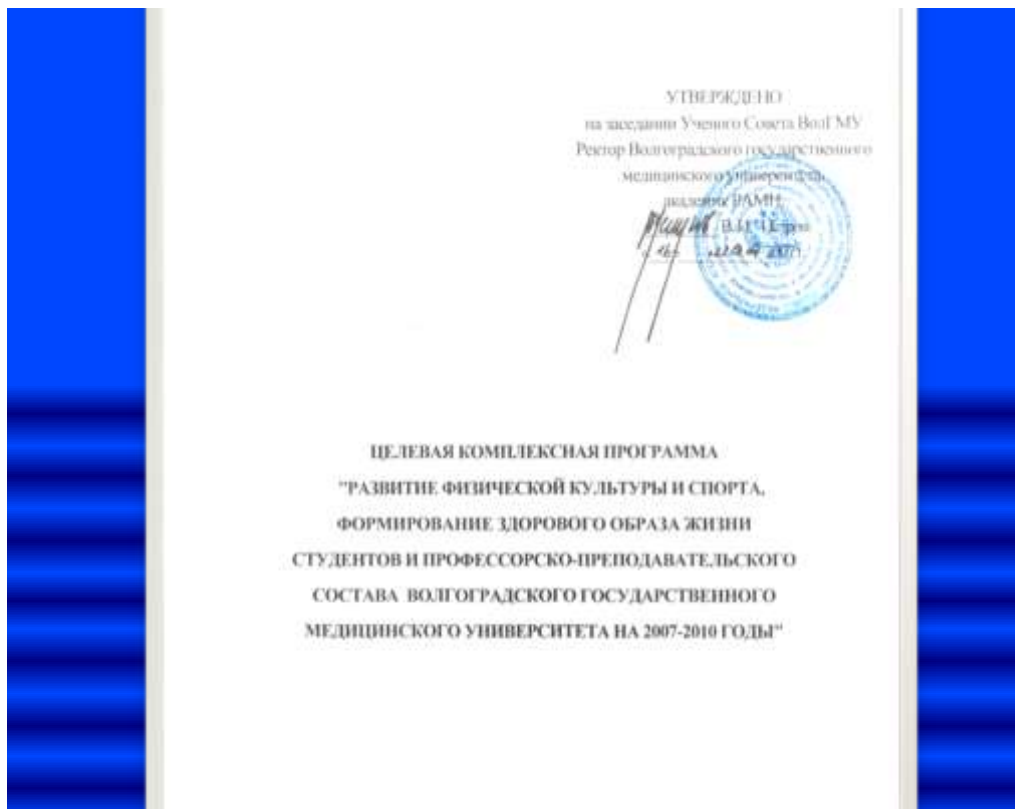 УТВЕРЖДЕНО
на заседании Ученого Совета ВолГМУ
Ректор Волгоградского государственного
медицинского университета,
академик РАМН,
В.И. Петров
ЦЕЛЕВАЯ КОМПЛЕКСНАЯ ПРОГРАММА
"РАЗВИТИЕ ФИЗИЧЕСКОЙ КУЛЬТУРЫ И СПОРТА,
ФОРМИРОВАНИЕ ЗДОРОВОГО ОБРАЗА ЖИЗНИ
СТУДЕНТОВ И ПРОФЕССОРСКО-ПРЕПОДАВАТЕЛЬСКОГО
СОСТАВА ВОЛГОГРАДСКОГО ГОСУДАРСТВЕННОГО
МЕДИЦИНСКОГО УНИВЕРСИТЕТА НА 2007-2010 ГОДЫ"